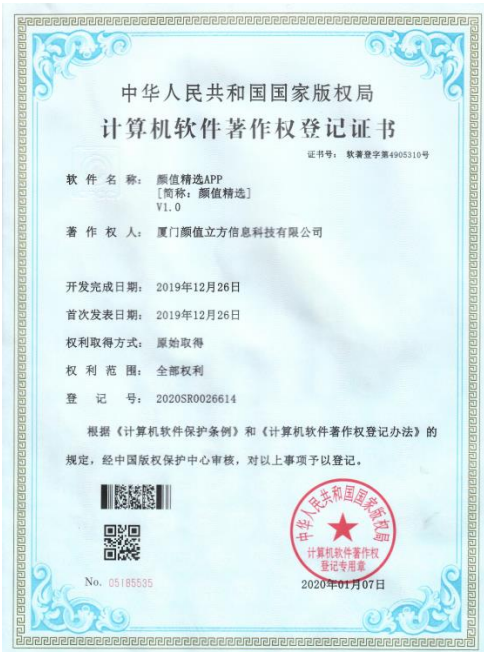 中华人民共和国国家版权局
计算机软件著作权登记证书
证书号： 软著登字第4905310号
软件名称： 颜值精选APP
[简称：颜值精选]
V1.0
著作权人： 厦门颜值立方信息科技有限公司
开发完成日期： 2019年12月26日
首次发表日期： 2019年12月26日
权利取得方式： 原始取得
权利范围： 全部权利
登记号： 2020SR0026614
根据《计算机软件保护条例》和《计算机软件著作权登记办法》的
规定，经中国版权保护中心审核，对以上事项予以登记。
中华人民共和国国家版权局
计算机软件著作权
登记专用章
No. 05185535
2020年01月07日